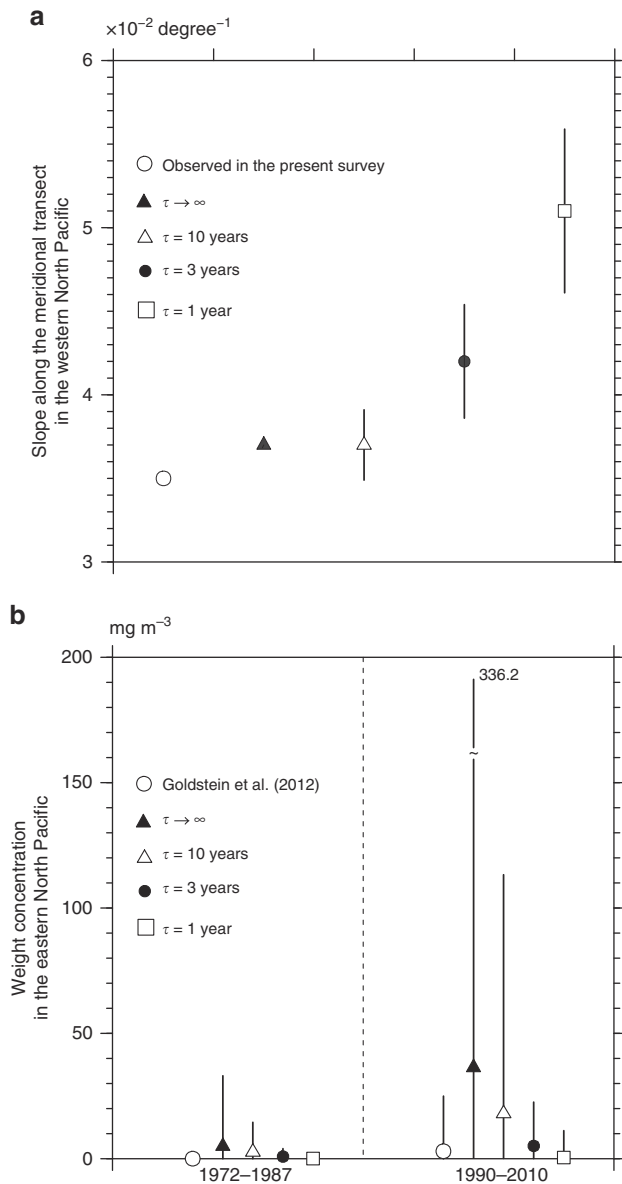 a
×10⁻² degree⁻¹
6
5
4
3
Slope along the meridional transect
in the western North Pacific
Observed in the present survey
τ → ∞
τ = 10 years
τ = 3 years
τ = 1 year
b
mg m⁻³
200
150
100
50
0
Weight concentration
in the eastern North Pacific
336.2
~
Goldstein et al. (2012)
τ → ∞
τ = 10 years
τ = 3 years
τ = 1 year
1972–1987
1990–2010